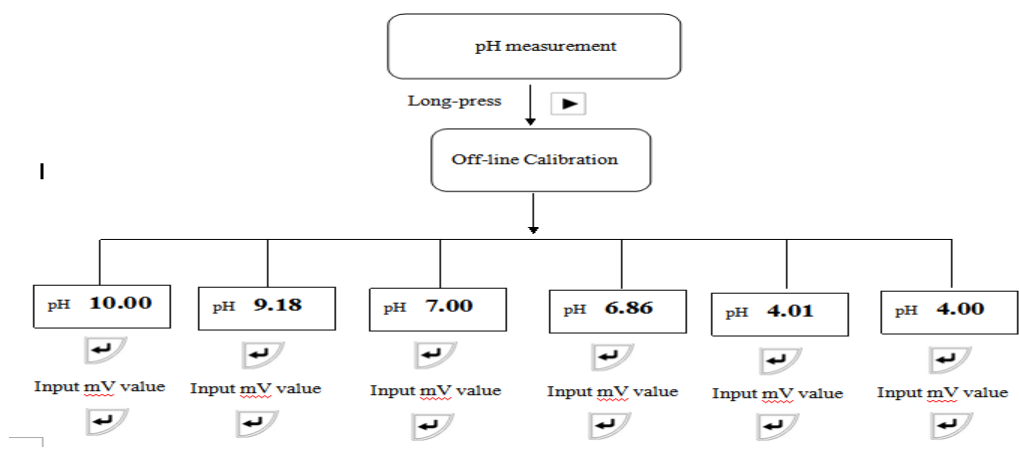 pH measurement
Long-press
Off-line Calibration
pH 10.00
pH 9.18
pH 7.00
pH 6.86
pH 4.01
pH 4.00
Input mV value
Input mV value
Input mV value
Input mV value
Input mV value
Input mV value